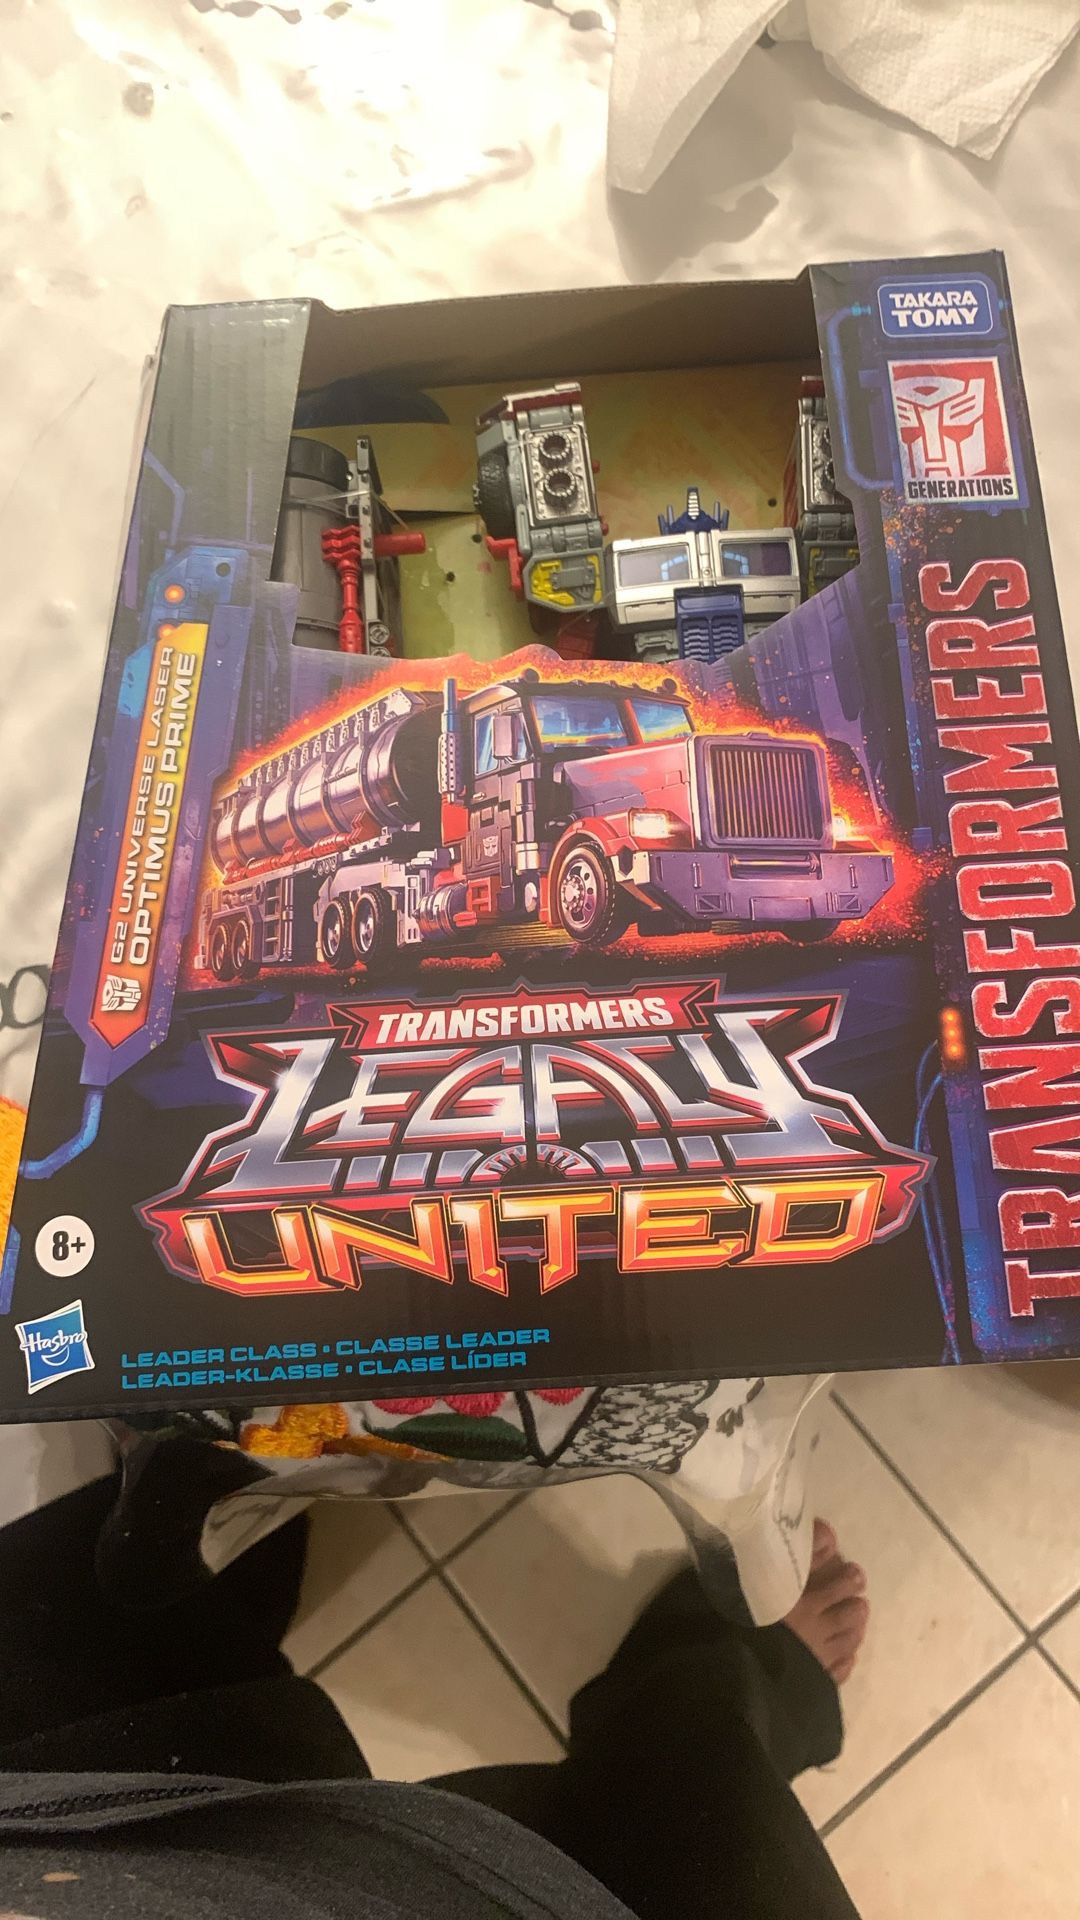 TAKARA
TOMY
GENERATIONS
TRANSFORMERS
G2 UNIVERSE LASER
OPTIMUS PRIME
TRANSFORMERS
LEGACY
UNITED
8+
Hasbro
LEADER CLASS • CLASSE LEADER
LEADER-KLASSE • CLASE LÍDER